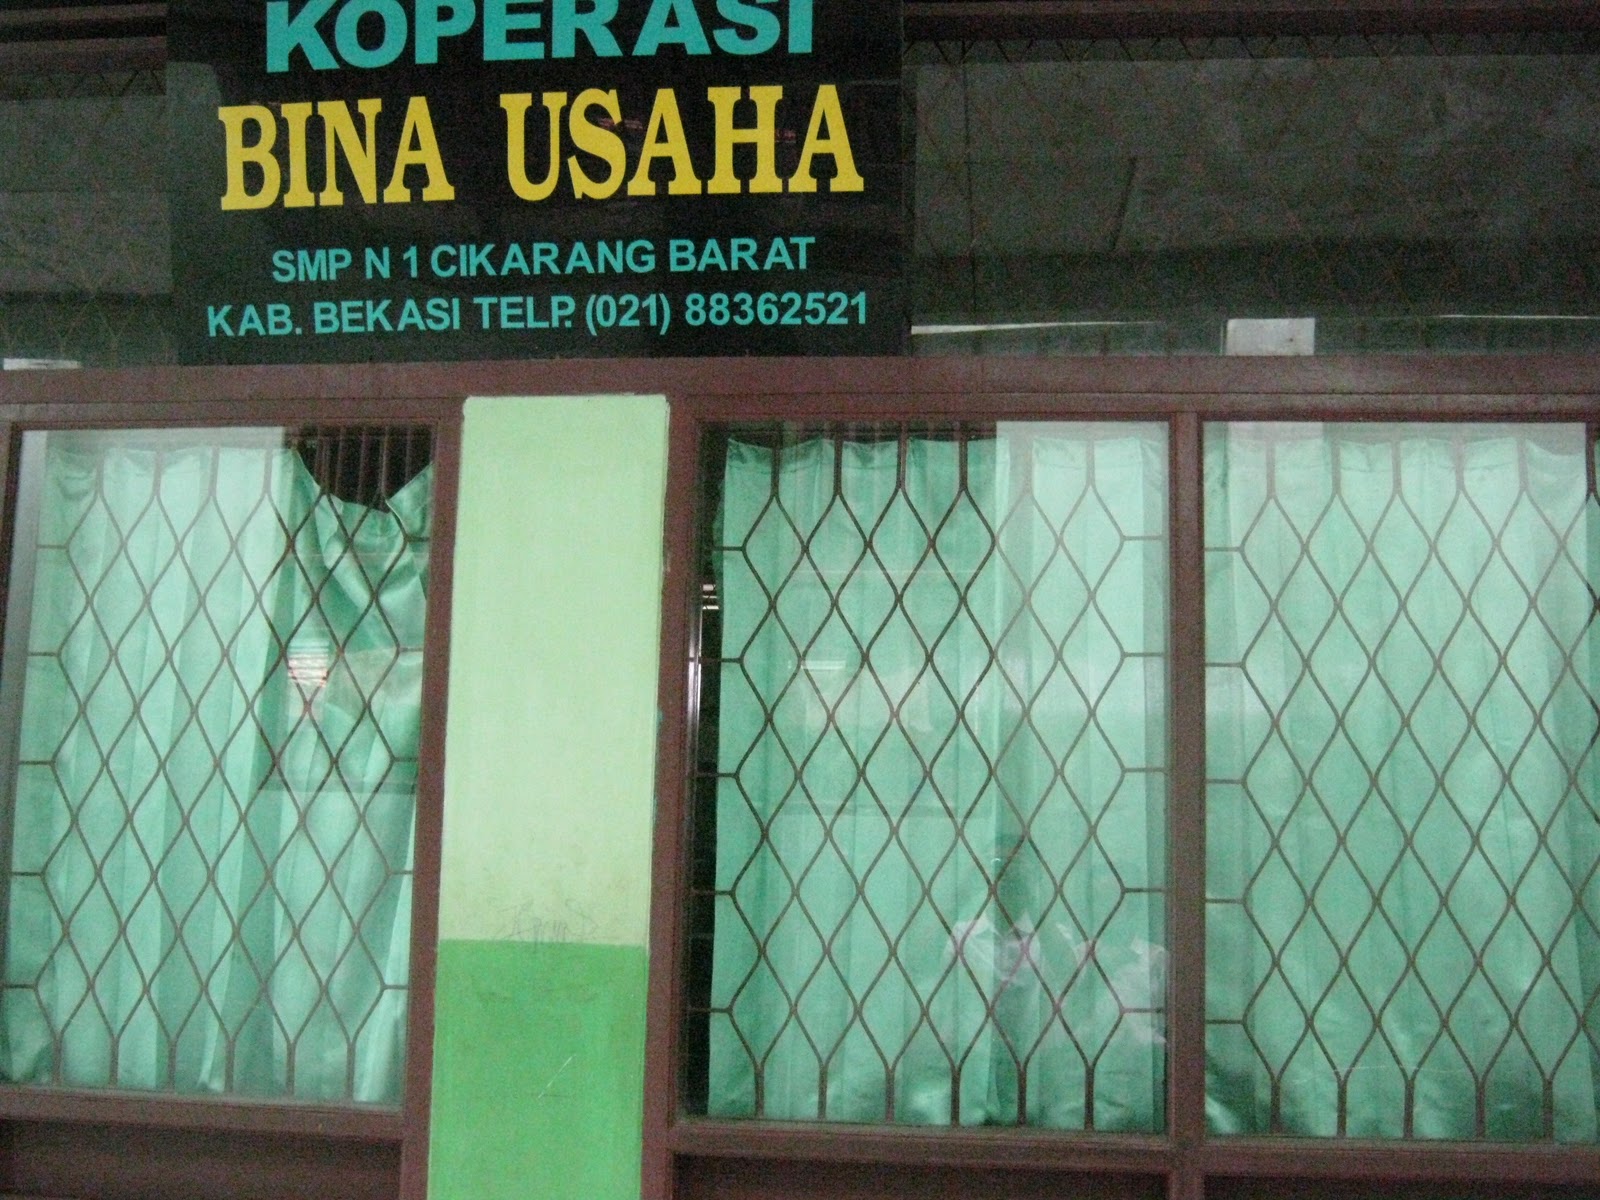 KOPERASI
BINA USAHA
SMP N 1 CIKARANG BARAT
KAB. BEKASI TELP. (021) 88362521